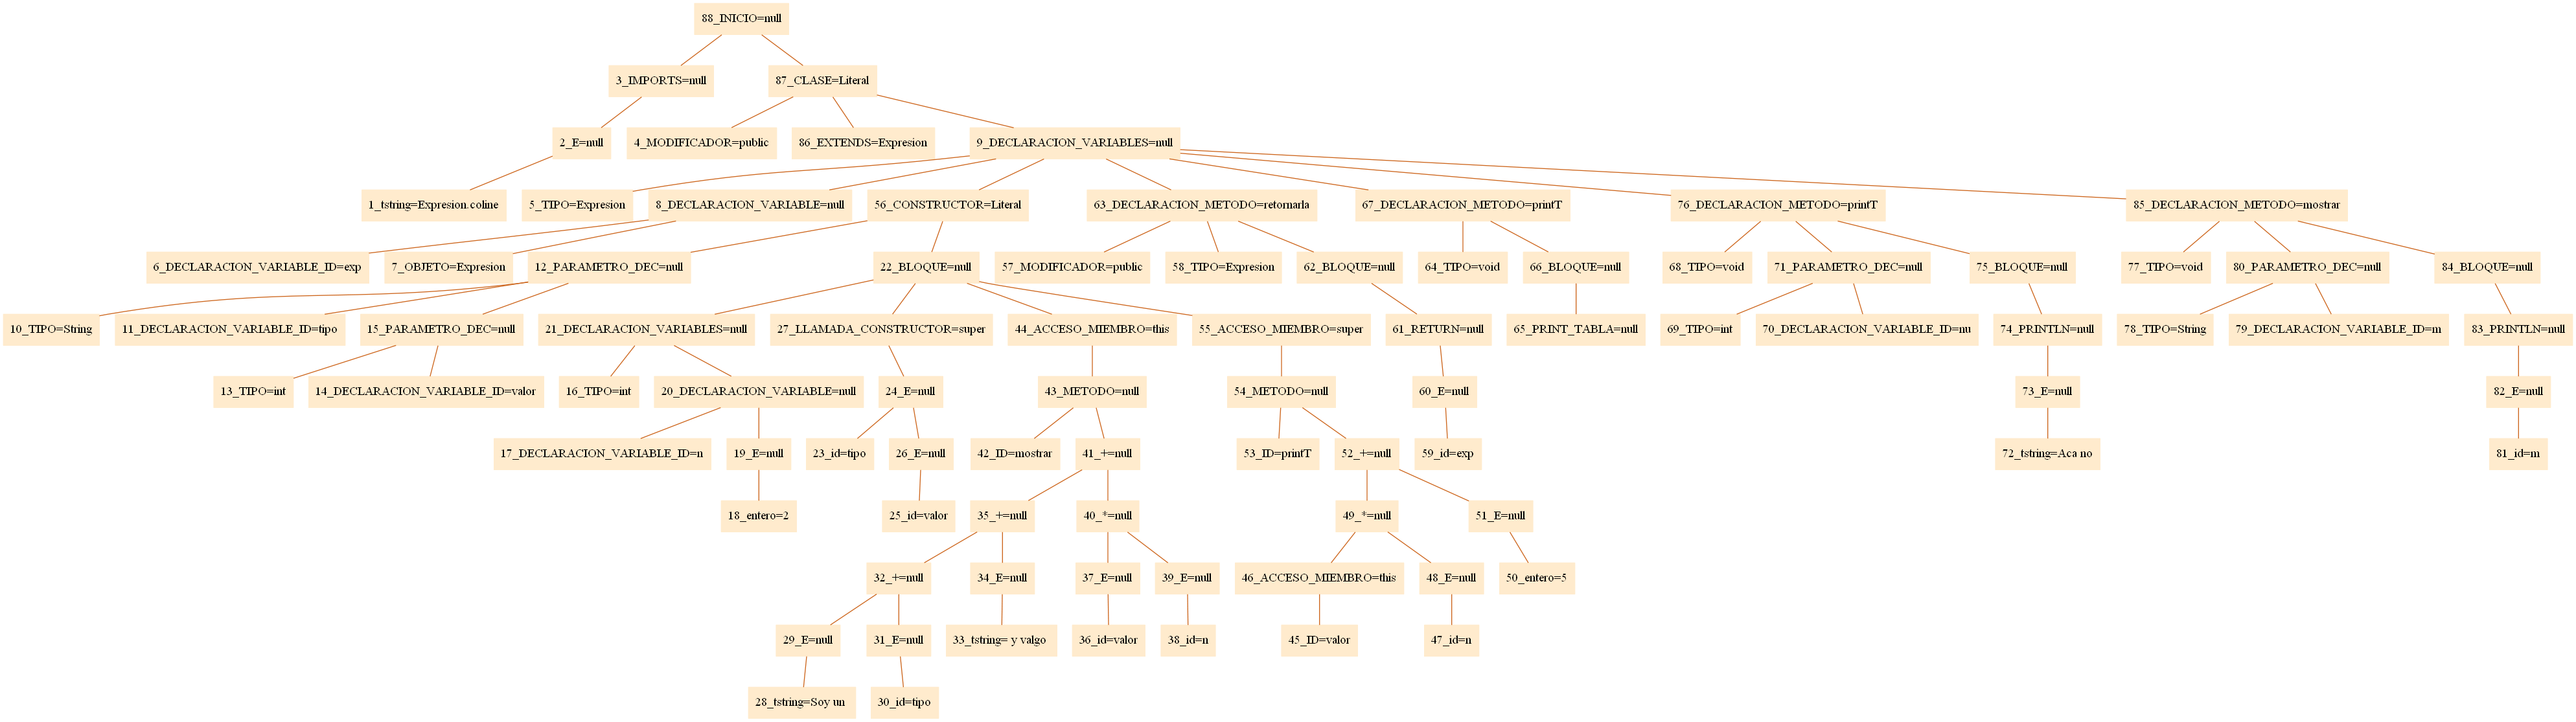 88_INICIO=null
3_IMPORTS=null 87_CLASE=Literal
2_E=null 4_MODIFICADOR=public 86_EXTENDS=Expresion 9_DECLARACION_VARIABLES=null
1_tstring=Expresion.coline 5_TIPO=Expresion 8_DECLARACION_VARIABLE=null 56_CONSTRUCTOR=Literal 63_DECLARACION_METODO=retornarla 67_DECLARACION_METODO=printT 76_DECLARACION_METODO=printT 85_DECLARACION_METODO=mostrar
6_DECLARACION_VARIABLE_ID=exp 7_OBJETO=Expresion 12_PARAMETRO_DEC=null 22_BLOQUE=null 57_MODIFICADOR=public 58_TIPO=Expresion 62_BLOQUE=null 64_TIPO=void 66_BLOQUE=null 68_TIPO=void 71_PARAMETRO_DEC=null 75_BLOQUE=null 77_TIPO=void 80_PARAMETRO_DEC=null 84_BLOQUE=null
10_TIPO=String 11_DECLARACION_VARIABLE_ID=tipo 15_PARAMETRO_DEC=null 21_DECLARACION_VARIABLES=null 27_LLAMADA_CONSTRUCTOR=super 44_ACCESO_MIEMBRO=this 55_ACCESO_MIEMBRO=super 61_RETURN=null 65_PRINT_TABLA=null 69_TIPO=int 70_DECLARACION_VARIABLE_ID=nu 74_PRINTLN=null 78_TIPO=String 79_DECLARACION_VARIABLE_ID=m 83_PRINTLN=null
13_TIPO=int 14_DECLARACION_VARIABLE_ID=valor 16_TIPO=int 20_DECLARACION_VARIABLE=null 24_E=null 43_METODO=null 54_METODO=null 60_E=null 73_E=null 82_E=null
17_DECLARACION_VARIABLE_ID=n 19_E=null 23_id=tipo 26_E=null 42_ID=mostrar 41_+=null 53_ID=printT 52_+=null 59_id=exp 72_tstring=Aca no 81_id=m
18_entero=2 25_id=valor 35_+=null 40_*=null 49_*=null 51_E=null
32_+=null 34_E=null 37_E=null 39_E=null 46_ACCESO_MIEMBRO=this 48_E=null 50_entero=5
29_E=null 31_E=null 33_tstring= y valgo 36_id=valor 38_id=n 45_ID=valor 47_id=n
28_tstring=Soy un 30_id=tipo